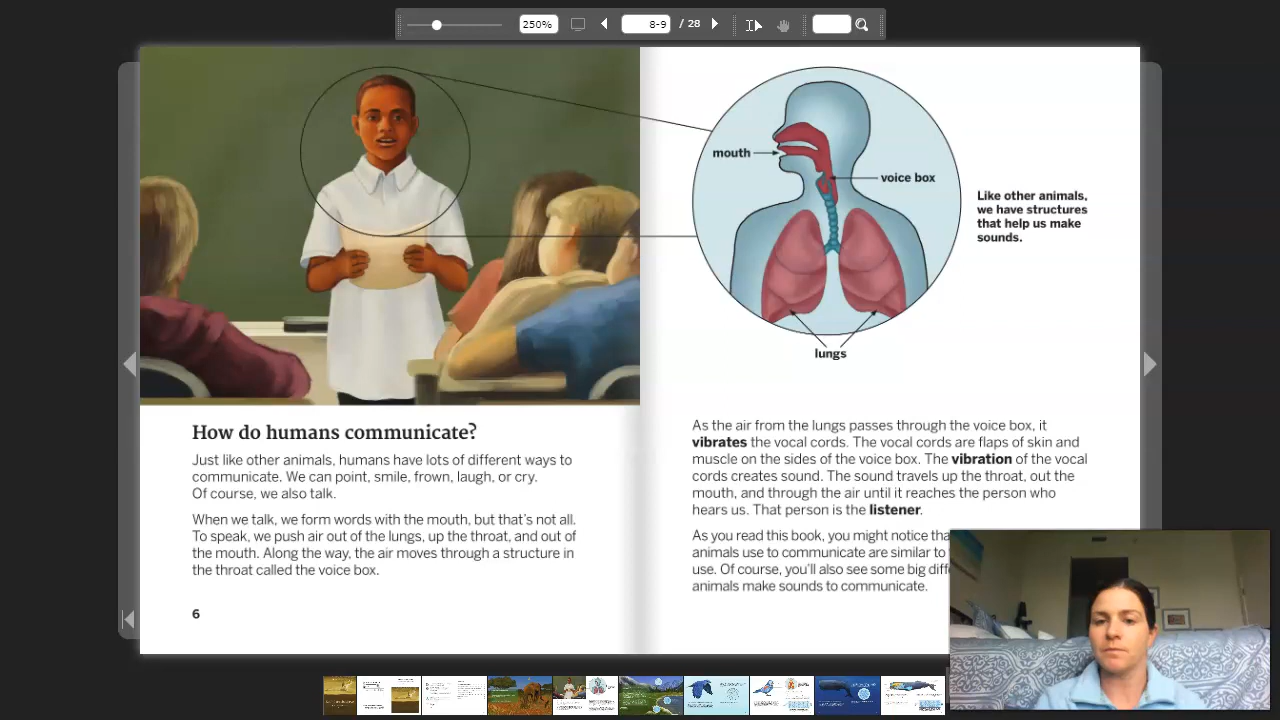 250%
8-9
/ 28
mouth
voice box
lungs
Like other animals,
we have structures
that help us make
sounds.
How do humans communicate?
Just like other animals, humans have lots of different ways to
communicate. We can point, smile, frown, laugh, or cry.
Of course, we also talk.
When we talk, we form words with the mouth, but that’s not all.
To speak, we push air out of the lungs, up the throat, and out of
the mouth. Along the way, the air moves through a structure in
the throat called the voice box.
6
As the air from the lungs passes through the voice box, it
vibrates the vocal cords. The vocal cords are flaps of skin and
muscle on the sides of the voice box. The vibration of the vocal
cords creates sound. The sound travels up the throat, out the
mouth, and through the air until it reaches the person who
hears us. That person is the listener.
As you read this book, you might notice tha
animals use to communicate are similar to
use. Of course, you’ll also see some big diff
animals make sounds to communicate.